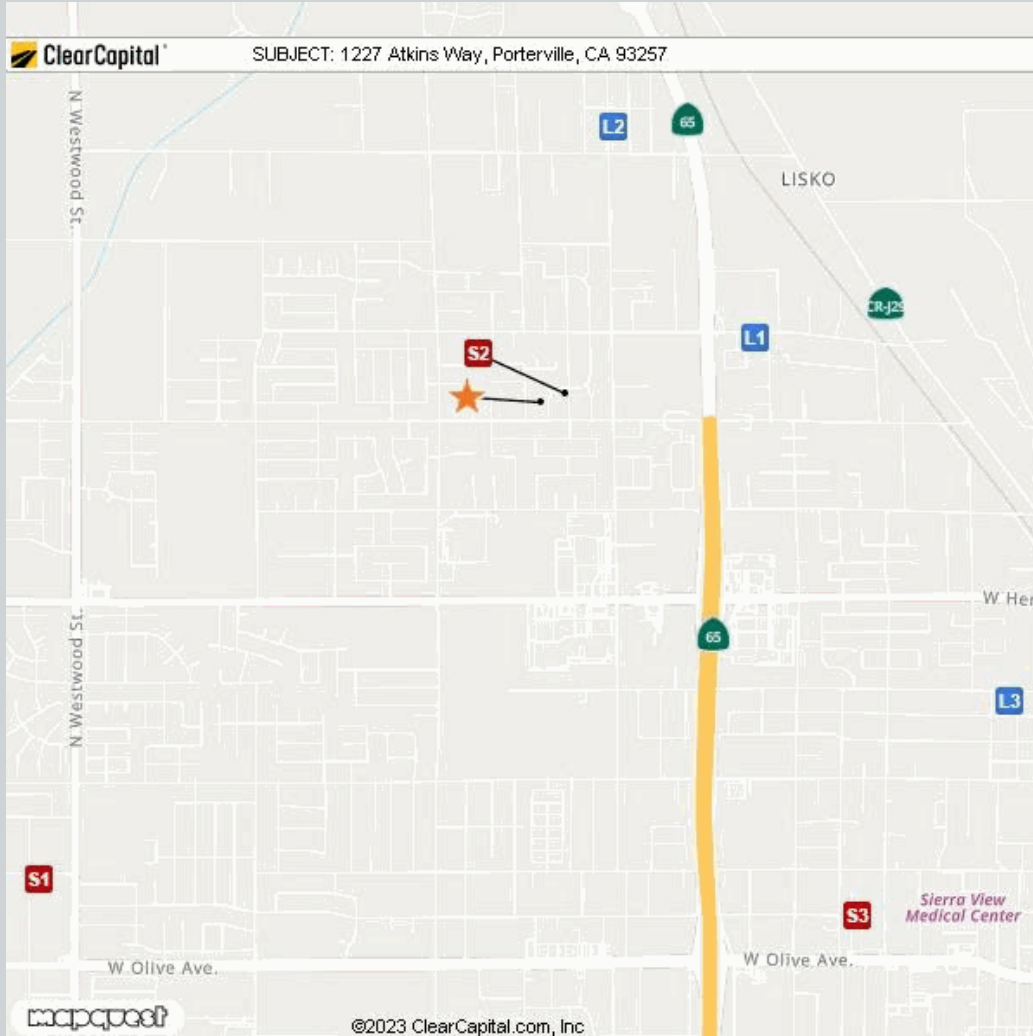 ClearCapital
SUBJECT: 1227 Atkins Way, Porterville, CA 93257
N Westwood St.
L2
65
LISKO
CR-J29
L1
S2
W Her
65
N Westwood St.
L3
S1
S3
Sierra View
Medical Center
W Olive Ave.
W Olive Ave.
mapquest
©2023 ClearCapital.com, Inc